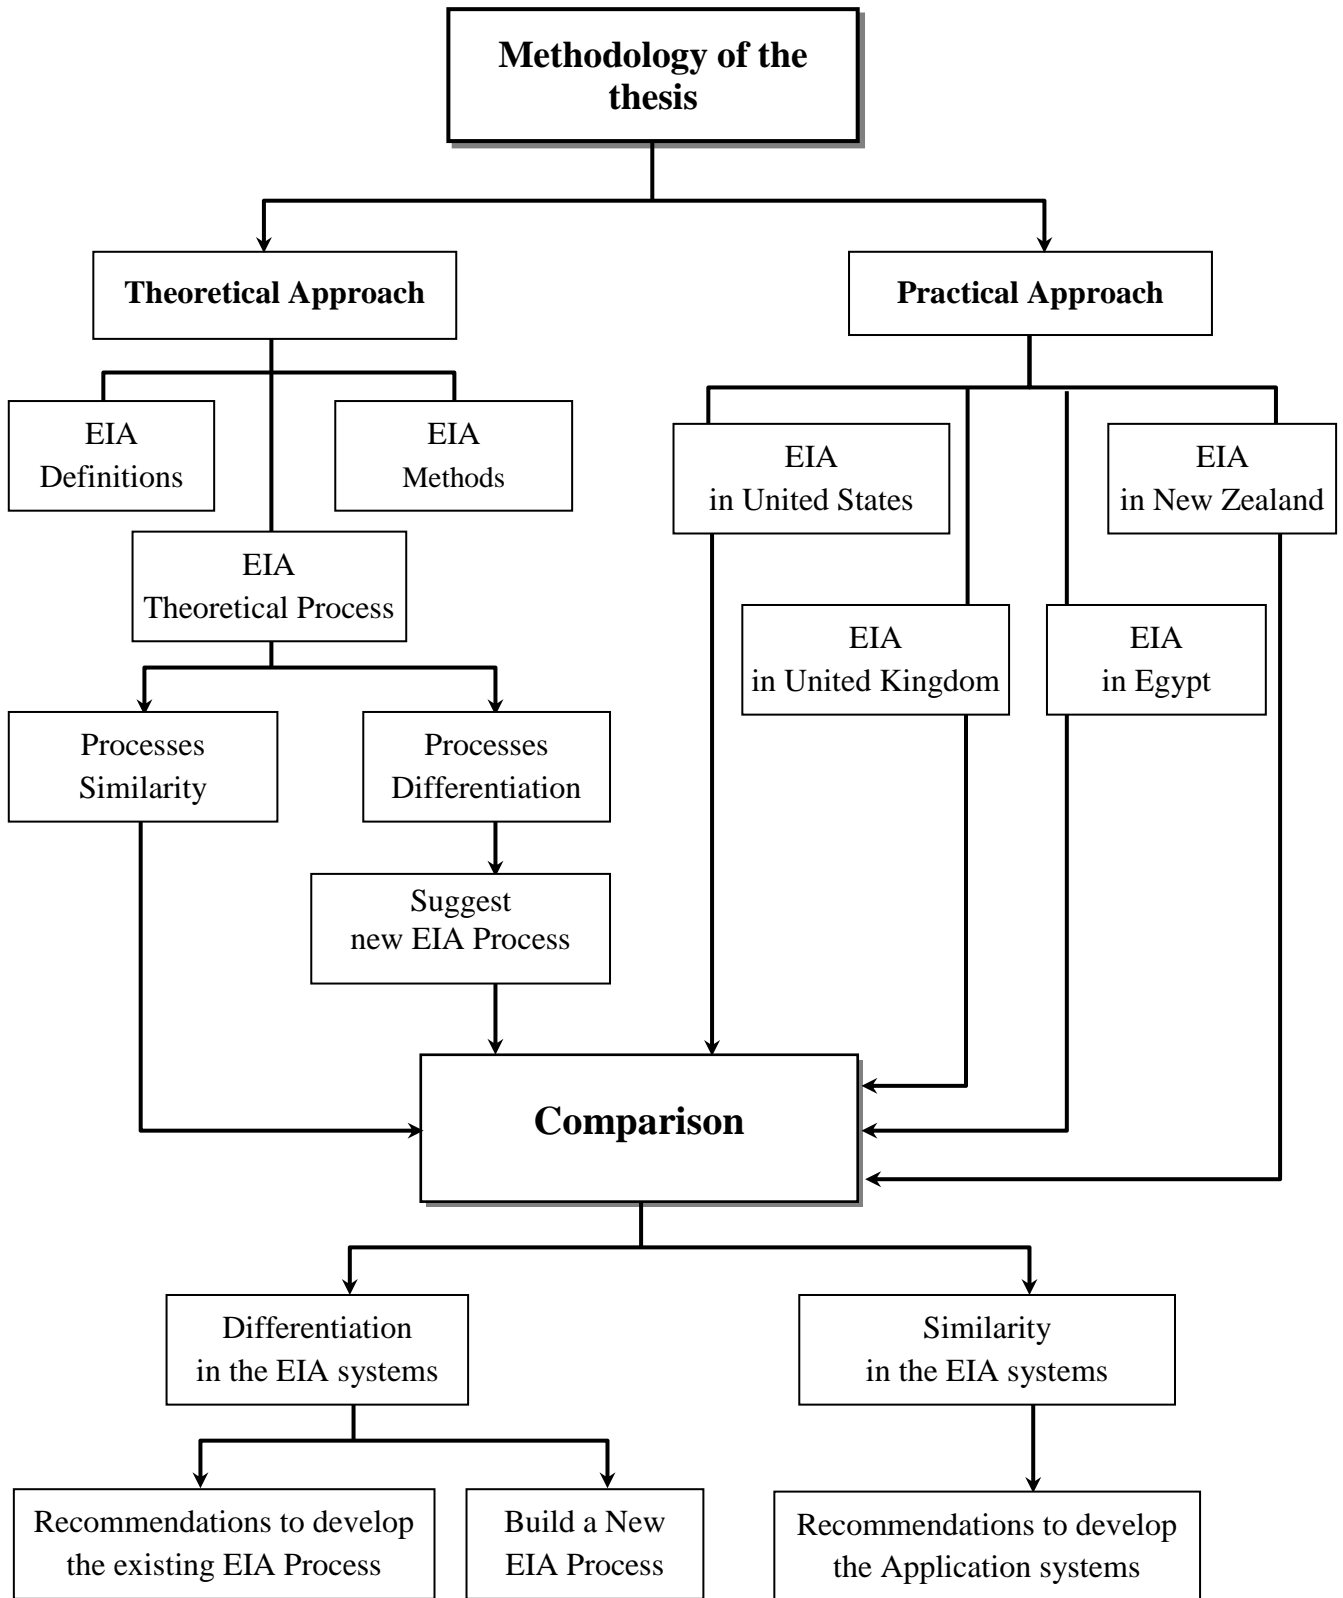 Methodology of the
thesis
Theoretical Approach
Practical Approach
EIA
Definitions
EIA
Methods
EIA
in United States
EIA
in New Zealand
EIA
Theoretical Process
EIA
in United Kingdom
EIA
in Egypt
Processes
Similarity
Processes
Differentiation
Suggest
new EIA Process
Comparison
Differentiation
in the EIA systems
Similarity
in the EIA systems
Recommendations to develop
the existing EIA Process
Build a New
EIA Process
Recommendations to develop
the Application systems